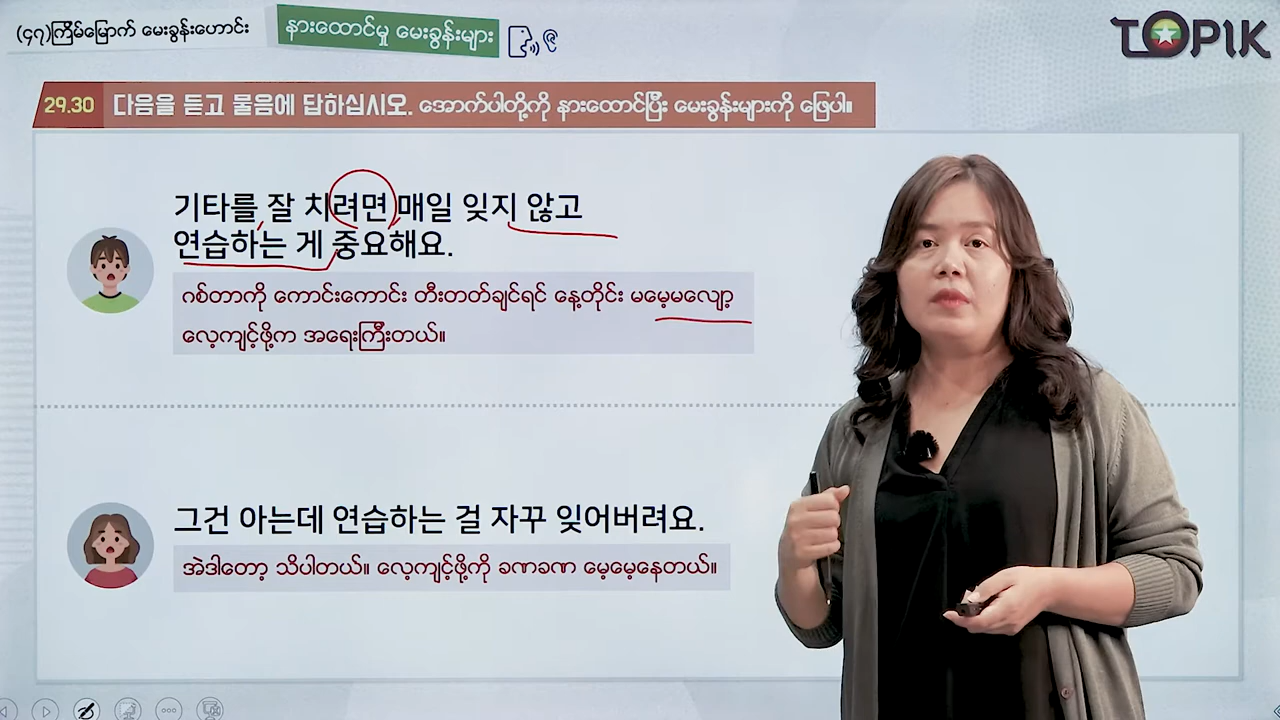 (၄၇)ကြိမ်မြောက် မေးခွန်းဟောင်း
နားထောင်မှု မေးခွန်းများ
TOPIK
29.30 다음을 듣고 물음에 답하십시오. အောက်ပါတို့ကို နားထောင်ပြီး မေးခွန်းများကို ဖြေပါ။
기타를 잘 치려면 매일 잊지 않고
연습하는 게 중요해요.
ဂစ်တာကို ကောင်းကောင်း တီးတတ်ချင်ရင် နေ့တိုင်း မမေ့မလျော့
လေ့ကျင့်ဖို့က အရေးကြီးတယ်။
그건 아는데 연습하는 걸 자꾸 잊어버려요.
အဲဒါတော့ သိပါတယ်။ လေ့ကျင့်ဖို့ကို ခဏခဏ မေ့မေ့နေတယ်။